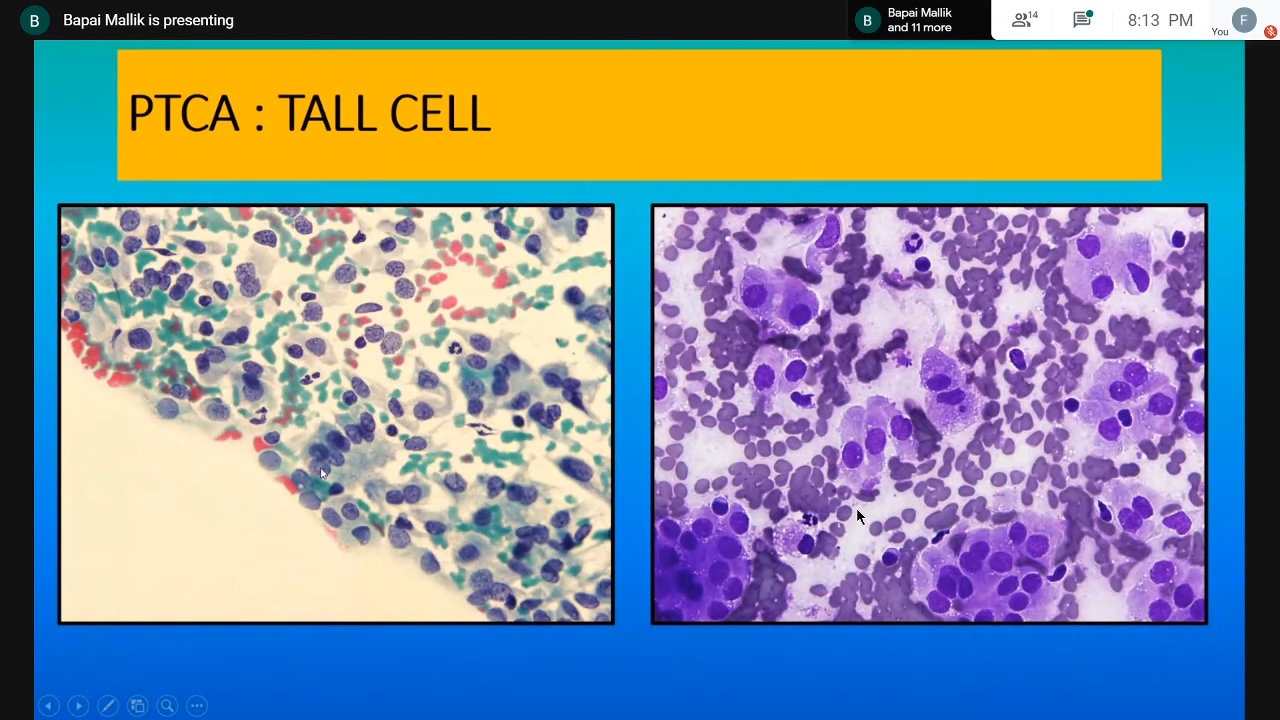 B Bapai Mallik is presenting
B Bapai Mallik
and 11 more
14
8:13 PM
You
F
PTCA : TALL CELL